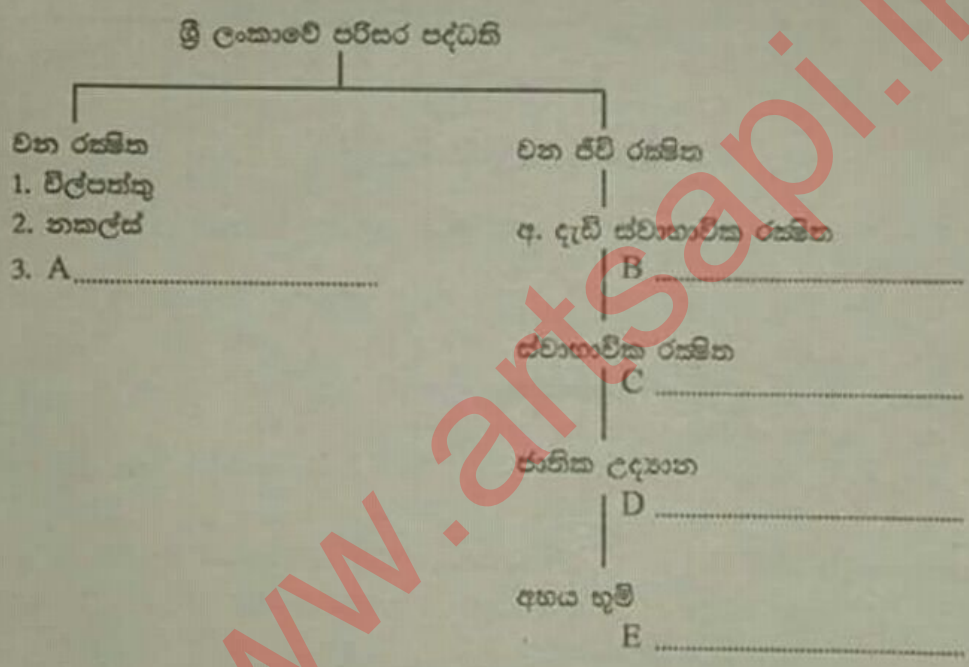 ශ්‍රී ලංකාවේ පරිසර පද්ධති
වන රක්‍ෂිත
1. විල්පත්තු
2. නකල්ස්
3. A ................................
වන ජීවි රක්‍ෂිත
අ. දැඩි ස්වාභාවික රක්‍ෂිත
B ................................
ස්වාභාවික රක්‍ෂිත
C ................................
ජාතික උද්‍යාන
D ................................
අභය භූමි
E ................................
www.artsapi.l